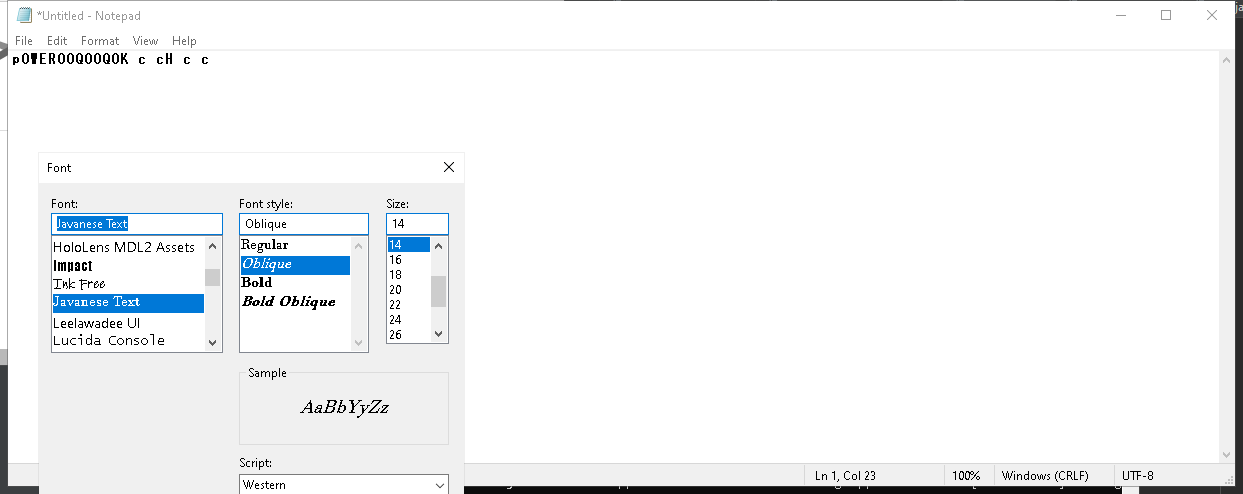 *Untitled - Notepad
File Edit Format View Help
pOWEROOQOOQOK c cH c c
Font
Font: Font style: Size:
Javanese Text Oblique 14
HoloLens MDL2 Assets Regular 14
Impact Oblique 16
Ink Free Bold 18
Javanese Text Bold Oblique 20
Leelawadee UI 22
Lucida Console 24
26
Sample
AaBbYyZz
Script:
Western
Ln 1, Col 23 100% Windows (CRLF) UTF-8